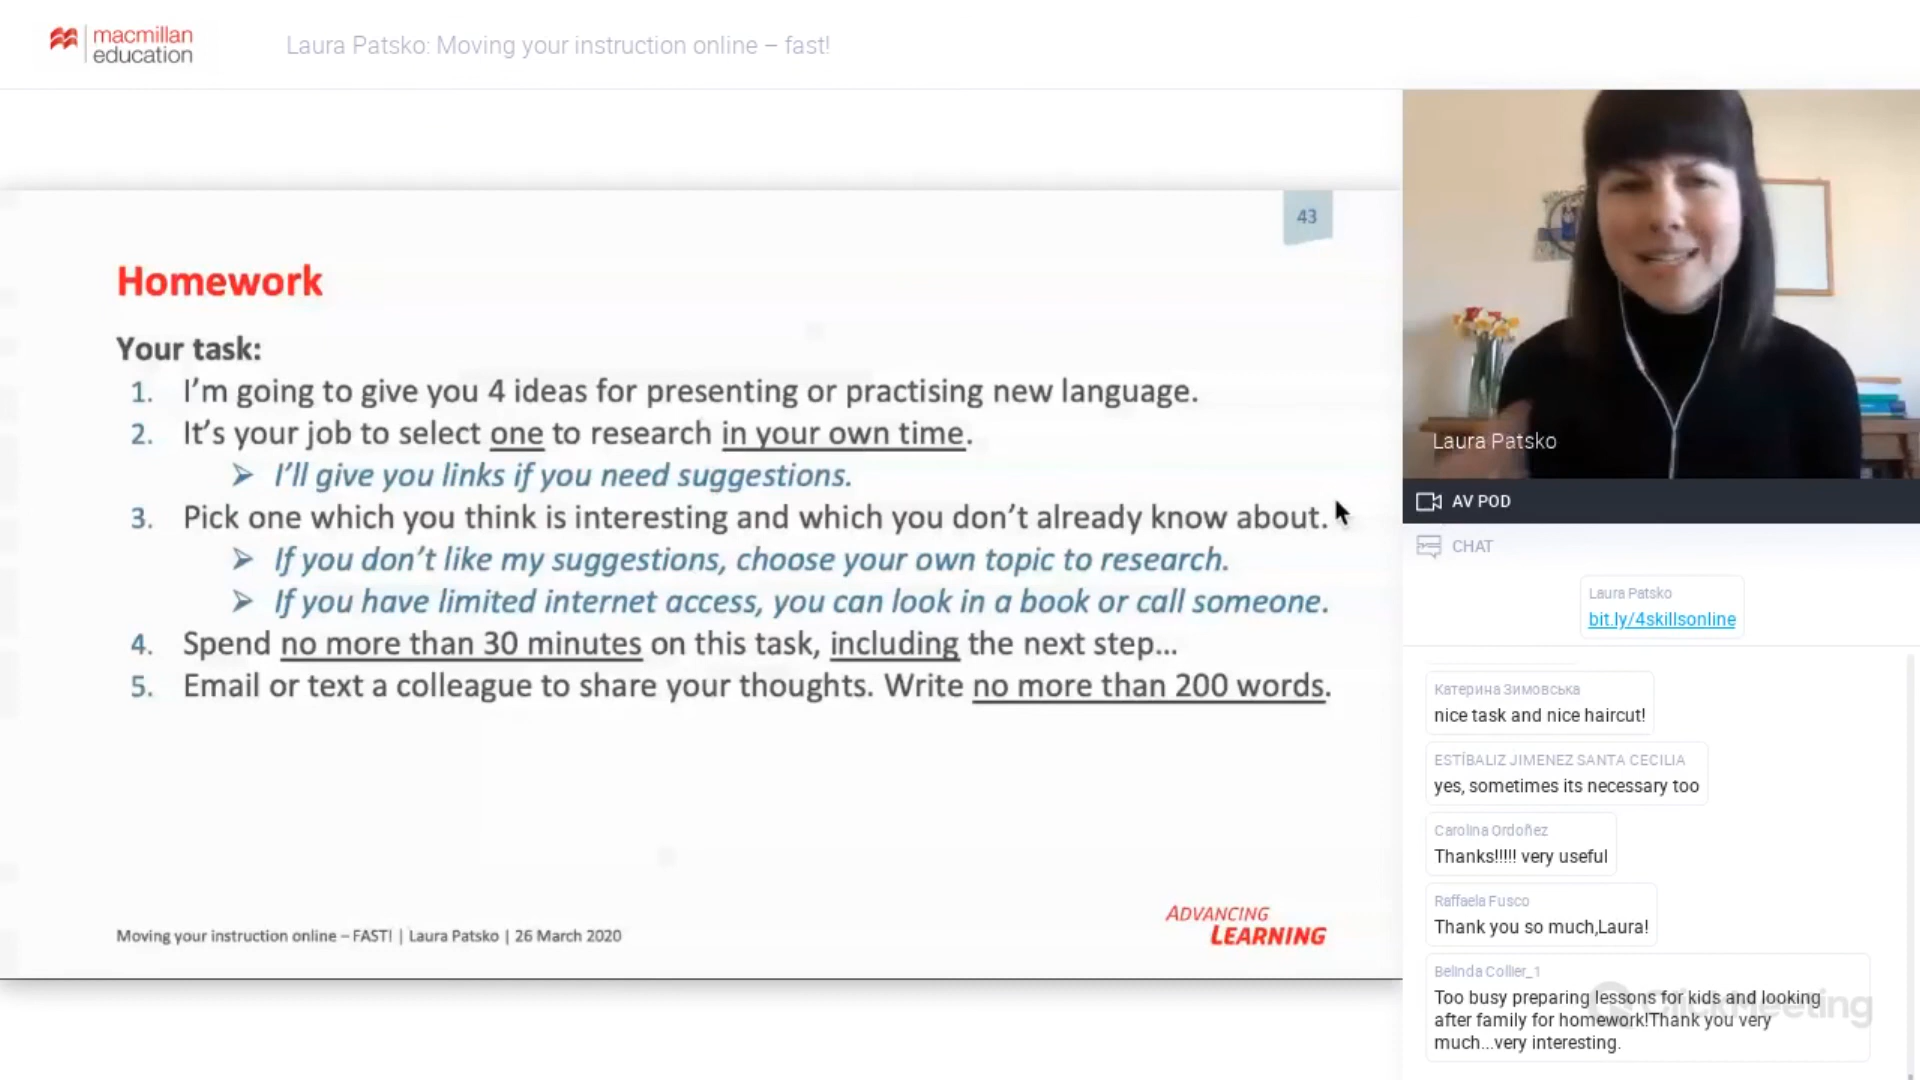 macmillan
education
Laura Patsko: Moving your instruction online – fast!
43
Homework
Your task:
1. I'm going to give you 4 ideas for presenting or practising new language.
2. It's your job to select one to research in your own time.
➢ I'll give you links if you need suggestions.
3. Pick one which you think is interesting and which you don't already know about.
➢ If you don't like my suggestions, choose your own topic to research.
➢ If you have limited internet access, you can look in a book or call someone.
4. Spend no more than 30 minutes on this task, including the next step...
5. Email or text a colleague to share your thoughts. Write no more than 200 words.
Moving your instruction online – FAST! | Laura Patsko | 26 March 2020
ADVANCING
LEARNING
Laura Patsko
AV POD
CHAT
Laura Patsko
bit.ly/4skillsonline
Катерина Зимовська
nice task and nice haircut!
ESTÍBALIZ JIMENEZ SANTA CECILIA
yes, sometimes its necessary too
Carolina Ordoñez
Thanks!!!!! very useful
Raffaela Fusco
Thank you so much,Laura!
Belinda Collier_1
Too busy preparing lessons for kids and looking
after family for homework!Thank you very
much...very interesting.
ClickMeeting